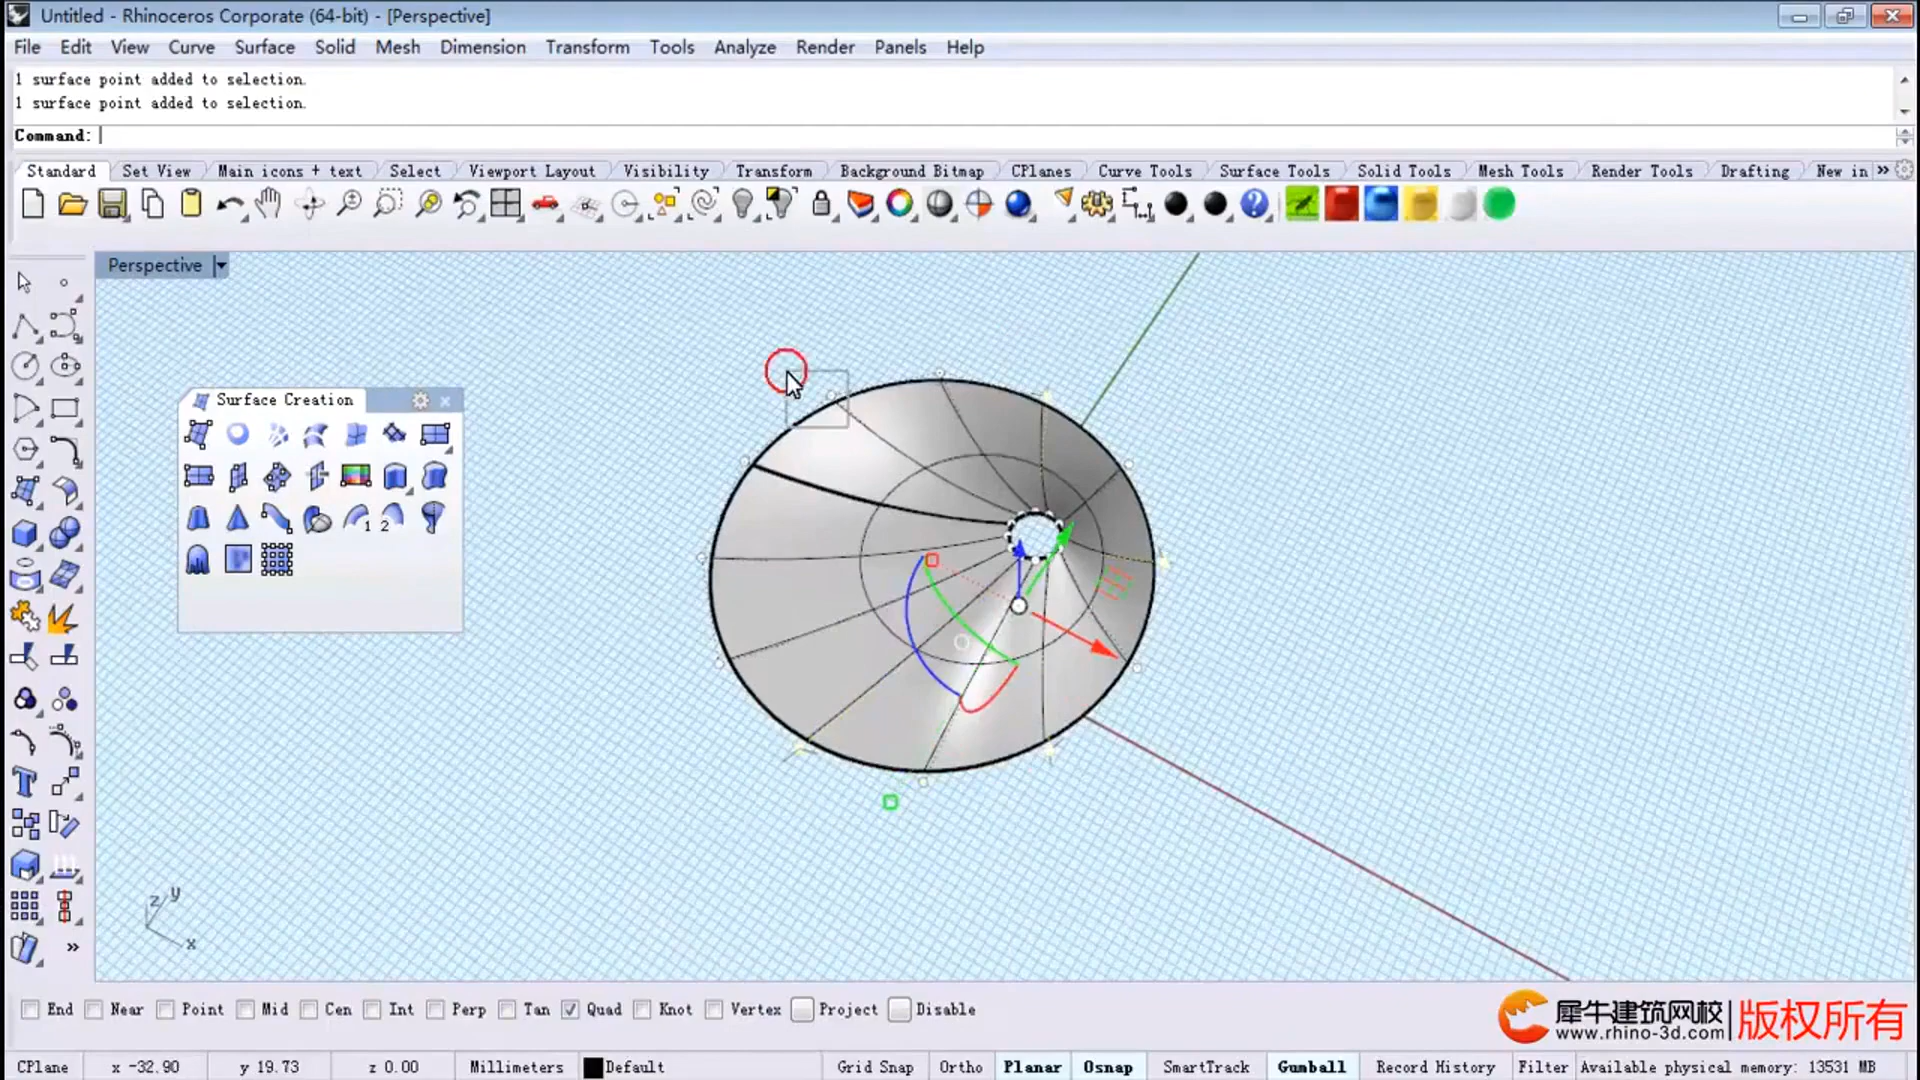 Untitled - Rhinoceros Corporate (64-bit) - [Perspective]
File Edit View Curve Surface Solid Mesh Dimension Transform Tools Analyze Render Panels Help
1 surface point added to selection.
1 surface point added to selection.
Command:
Standard Set View Main icons + text Select Viewport Layout Visibility Transform Background Bitmap CPlanes Curve Tools Surface Tools Solid Tools Mesh Tools Render Tools Drafting New in »
Perspective
Surface Creation
1 2
z y
x
»
End Near Point Mid Cen Int Perp Tan Quad Knot Vertex Project Disable
犀牛建筑网校
www.rhino-3d.com
版权所有
CPlane x -32.90 y 19.73 z 0.00 Millimeters Default Grid Snap Ortho Planar Osnap SmartTrack Gumball Record History Filter Available physical memory: 13531 MB